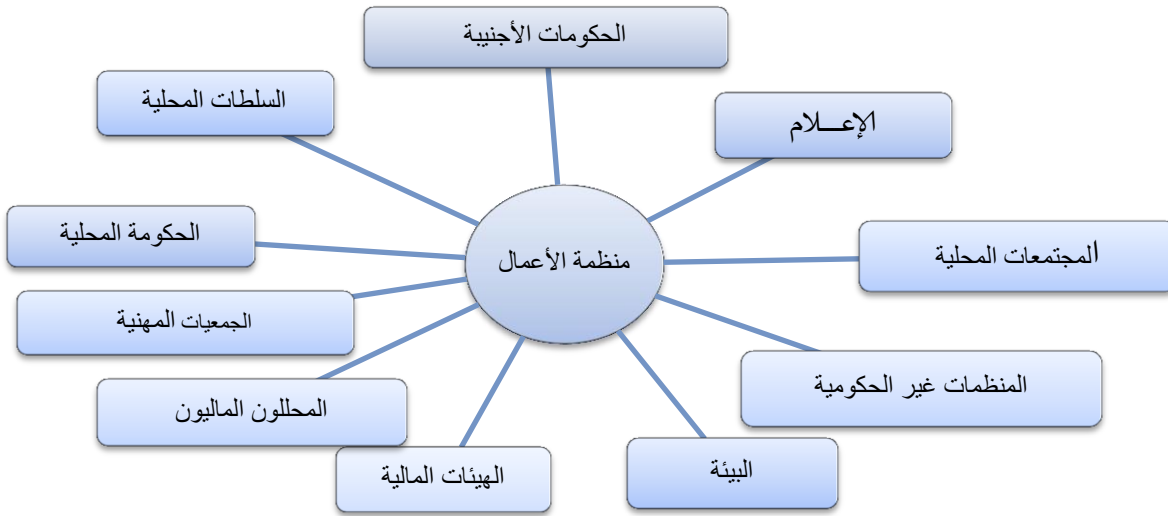 الحكومات الأجنبية
السلطات المحلية
الإعـــلام
الحكومة المحلية
منظمة الأعمال
المجتمعات المحلية
الجمعيات المهنية
المنظمات غير الحكومية
المحللون الماليون
الهيئات المالية
البيئة